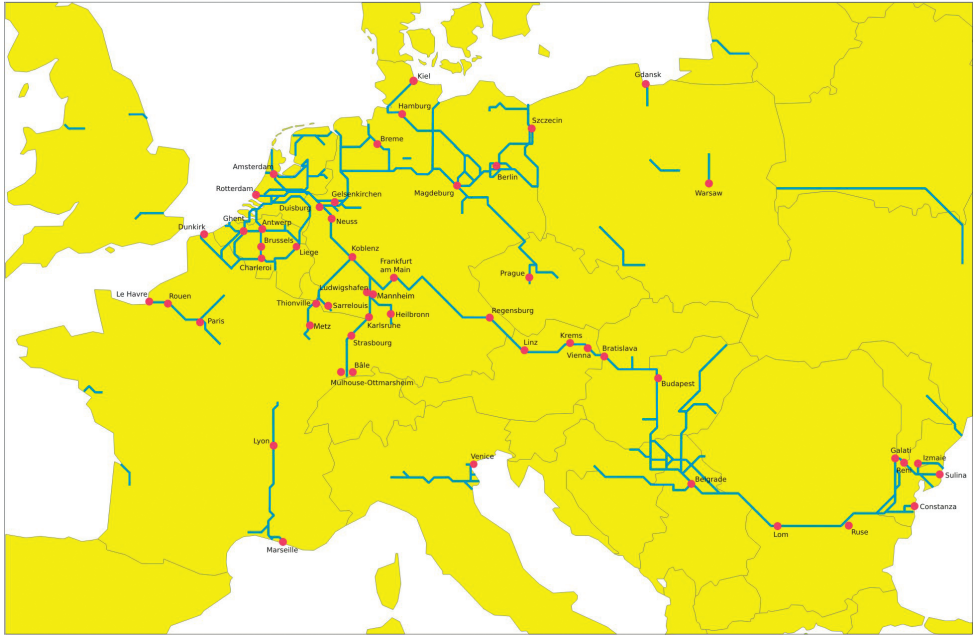 Kiel
Gdansk
Hamburg
Szczecin
Breme
Amsterdam
Berlin
Rotterdam
Magdeburg
Gelsenkirchen
Warsaw
Duisburg
Ghent
Antwerp
Neuss
Dunkirk
Brussels
Liege
Koblenz
Charleroi
Frankfurt
am Main
Prague
Le Havre
Rouen
Ludwigshafen
Mannheim
Thionville
Sarrelouis
Heilbronn
Regensburg
Paris
Metz
Karlsruhe
Strasbourg
Linz
Krems
Vienna
Bratislava
Bâle
Mulhouse-Ottmarsheim
Budapest
Lyon
Venice
Galați
Izmaie
Reni
Sulina
Belgrade
Constanza
Lom
Ruse
Marseille